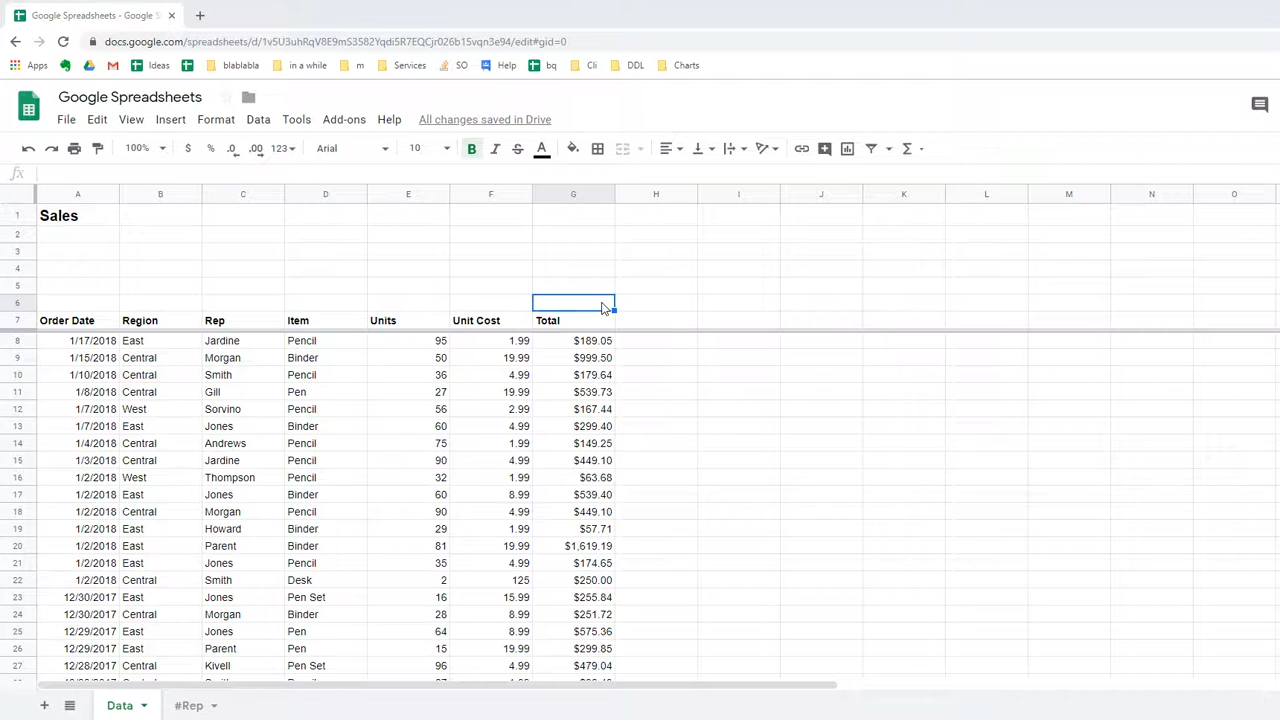 Google Spreadsheets - Google S
docs.google.com/spreadsheets/d/1v5U3uhRqV8E9mS3582Yqdi5R7EQCjr026b15vqn3e94/edit#gid=0
Apps Ideas blablabla in a while m Services SO Help bq Cli DDL Charts
Google Spreadsheets
File Edit View Insert Format Data Tools Add-ons Help All changes saved in Drive
100% $ % .0 .00 123 Arial 10 B I S A Σ
fx
A B C D E F G H I J K L M N O
1 Sales
2
3
4
5
6
7 Order Date Region Rep Item Units Unit Cost Total
8 1/17/2018 East Jardine Pencil 95 1.99 $189.05
9 1/15/2018 Central Morgan Binder 50 19.99 $999.50
10 1/10/2018 Central Smith Pencil 36 4.99 $179.64
11 1/8/2018 Central Gill Pen 27 19.99 $539.73
12 1/7/2018 West Sorvino Pencil 56 2.99 $167.44
13 1/7/2018 East Jones Binder 60 4.99 $299.40
14 1/4/2018 Central Andrews Pencil 75 1.99 $149.25
15 1/3/2018 Central Jardine Pencil 90 4.99 $449.10
16 1/2/2018 West Thompson Pencil 32 1.99 $63.68
17 1/2/2018 East Jones Binder 60 8.99 $539.40
18 1/2/2018 Central Morgan Pencil 90 4.99 $449.10
19 1/2/2018 East Howard Binder 29 1.99 $57.71
20 1/2/2018 East Parent Binder 81 19.99 $1,619.19
21 1/2/2018 East Jones Pencil 35 4.99 $174.65
22 1/2/2018 Central Smith Desk 2 125 $250.00
23 12/30/2017 East Jones Pen Set 16 15.99 $255.84
24 12/30/2017 Central Morgan Binder 28 8.99 $251.72
25 12/29/2017 East Jones Pen 64 8.99 $575.36
26 12/29/2017 East Parent Pen 15 19.99 $299.85
27 12/28/2017 Central Kivell Pen Set 96 4.99 $479.04
Data #Rep